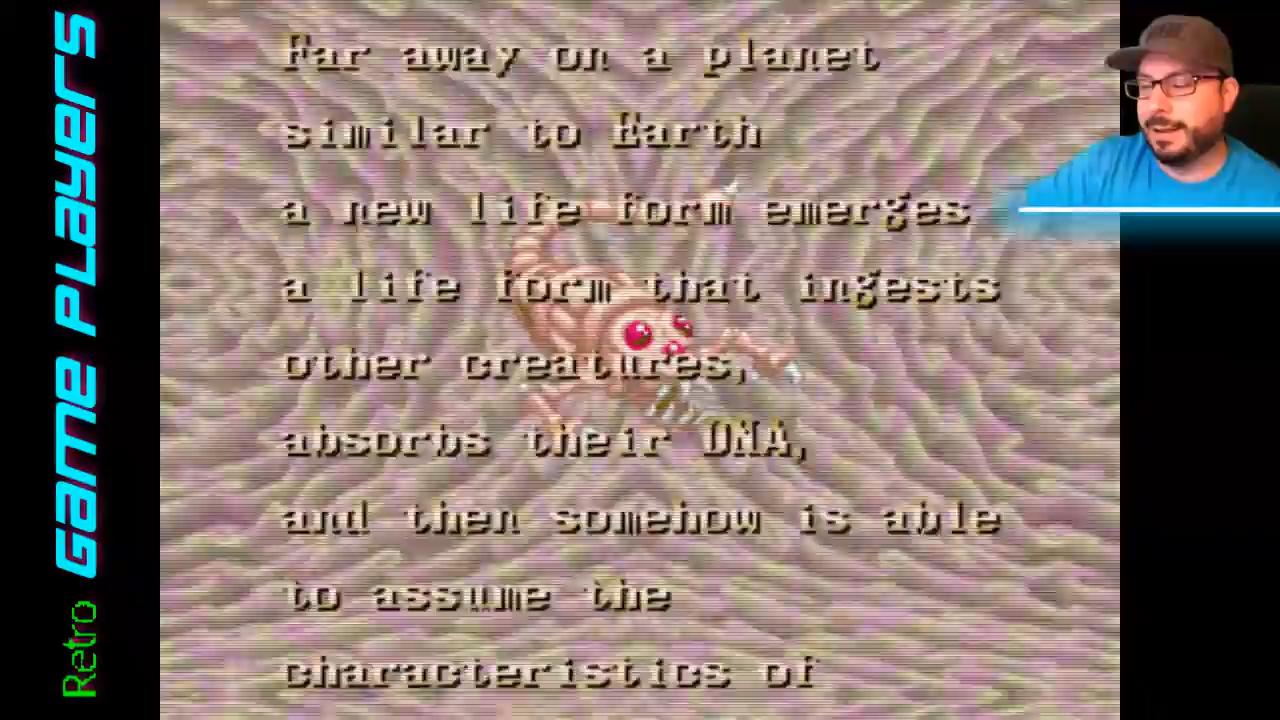 Retro GAME PLAYERS
Far away on a planet
similar to Earth
a new life form emerges
a life form that ingests
other creatures,
absorbs their DNA,
and then somehow is able
to assume the
characteristics of